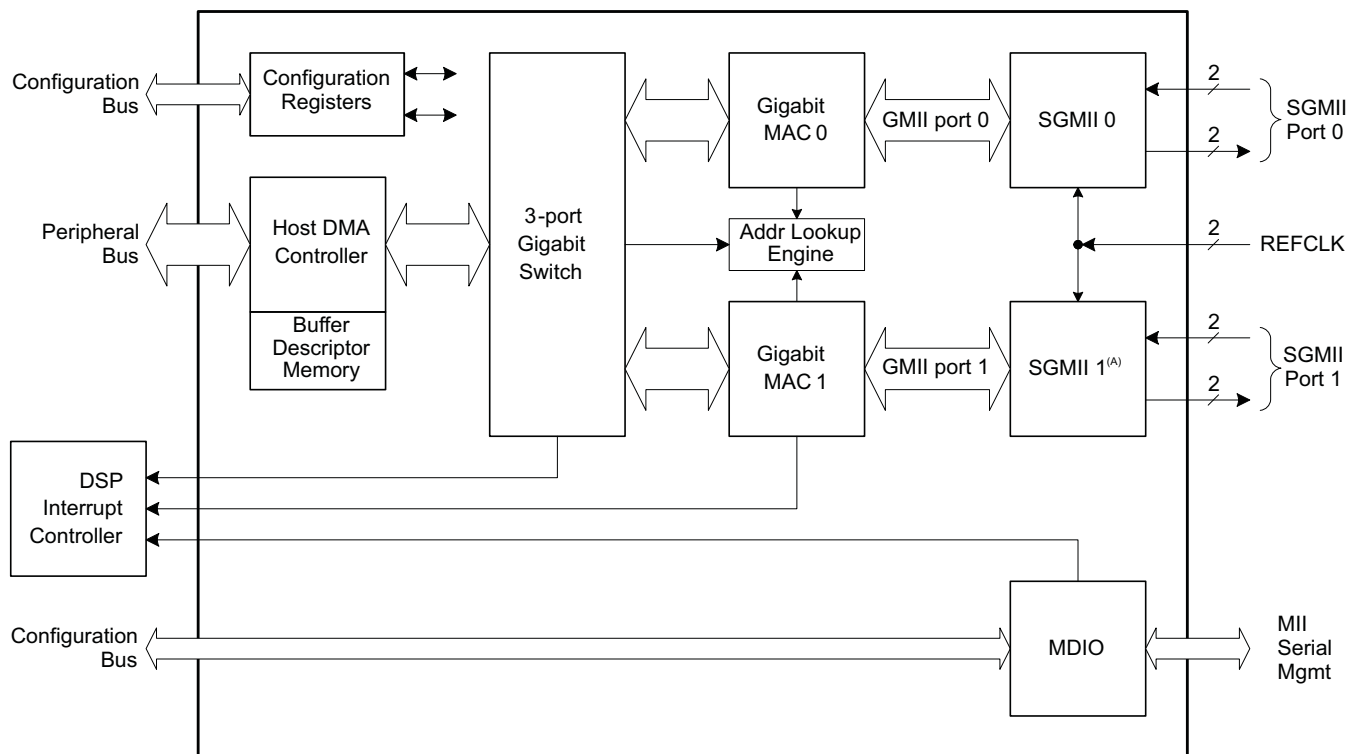 Configuration
Bus
Configuration
Registers
Peripheral
Bus
Host DMA
Controller
Buffer
Descriptor
Memory
3-port
Gigabit
Switch
Gigabit
MAC 0
GMII port 0
SGMII 0
2
2
SGMII
Port 0
Addr Lookup
Engine
2
REFCLK
Gigabit
MAC 1
GMII port 1
SGMII 1(A)
2
2
SGMII
Port 1
DSP
Interrupt
Controller
Configuration
Bus
MDIO
MII
Serial
Mgmt